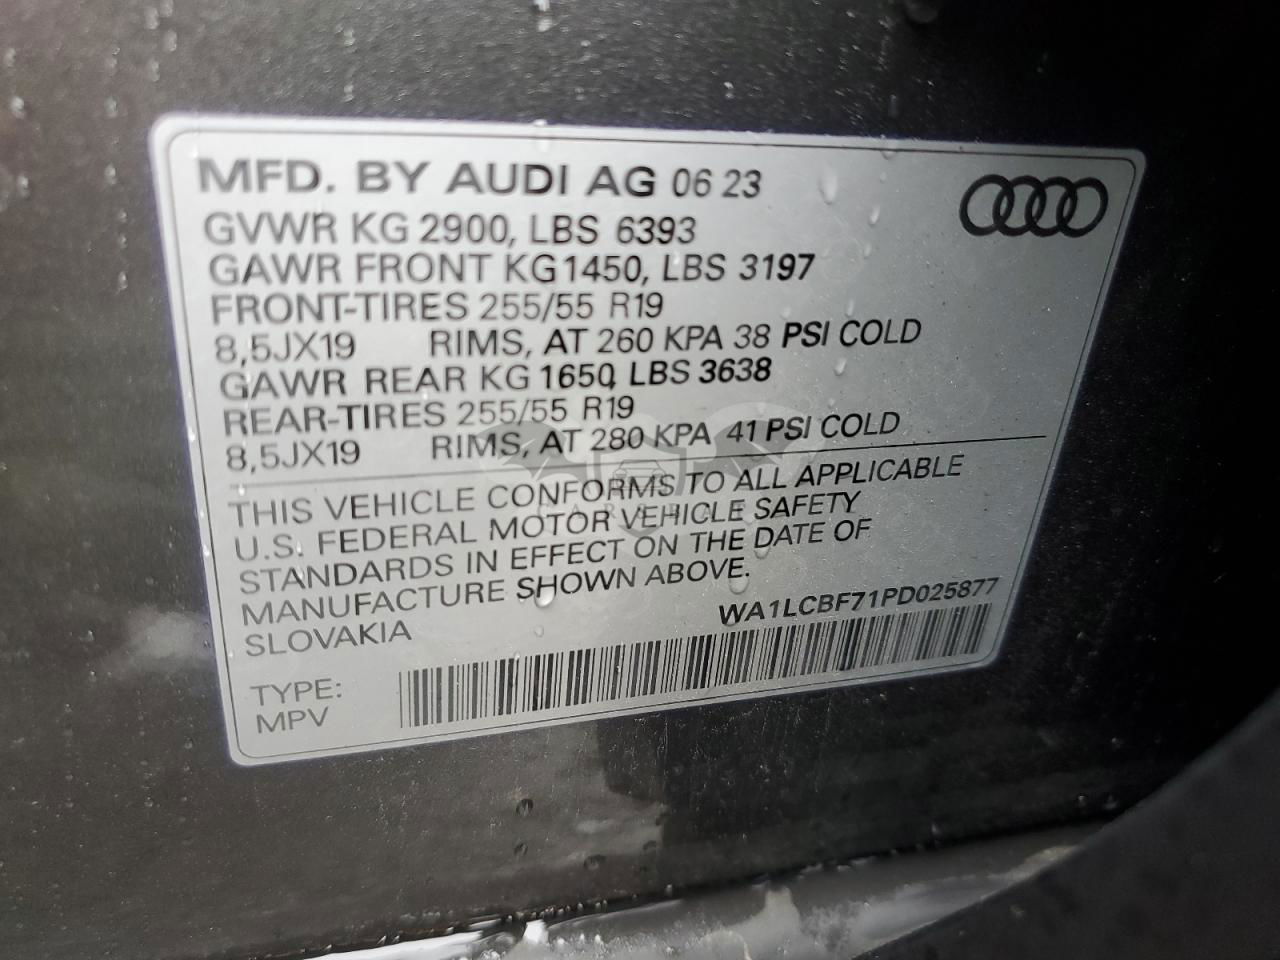 MFD. BY AUDI AG 06 23
GVWR KG 2900, LBS 6393
GAWR FRONT KG 1450, LBS 3197
FRONT-TIRES 255/55 R19
8,5JX19 RIMS, AT 260 KPA 38 PSI COLD
GAWR REAR KG 1650, LBS 3638
REAR-TIRES 255/55 R19
8,5JX19 RIMS, AT 280 KPA 41 PSI COLD
THIS VEHICLE CONFORMS TO ALL APPLICABLE
U.S. FEDERAL MOTOR VEHICLE SAFETY
STANDARDS IN EFFECT ON THE DATE OF
MANUFACTURE SHOWN ABOVE.
SLOVAKIA
WA1LCBF71PD025877
TYPE:
MPV